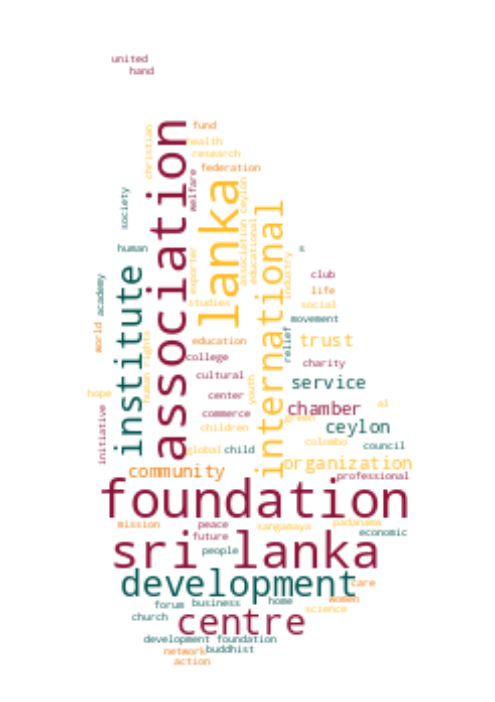 united
hand
fund
christian
association
health
research
federation
welfare
lanka
association ceylon
educational
society
international
human
s
institute
exporter
industry
club
academy
life
studies
social
movement
world
education
human rights
relief
trust
college
charity
cultural
service
youth
hope
center
initiative
commerce
chamber
al
green
children
ceylon
colombo
council
global
child
organization
community
professional
foundation
mission
peace
sangamaya
padanama
economic
future
sri lanka
people
development
care
women
forum
business
home
science
church
centre
development foundation
network
buddhist
action